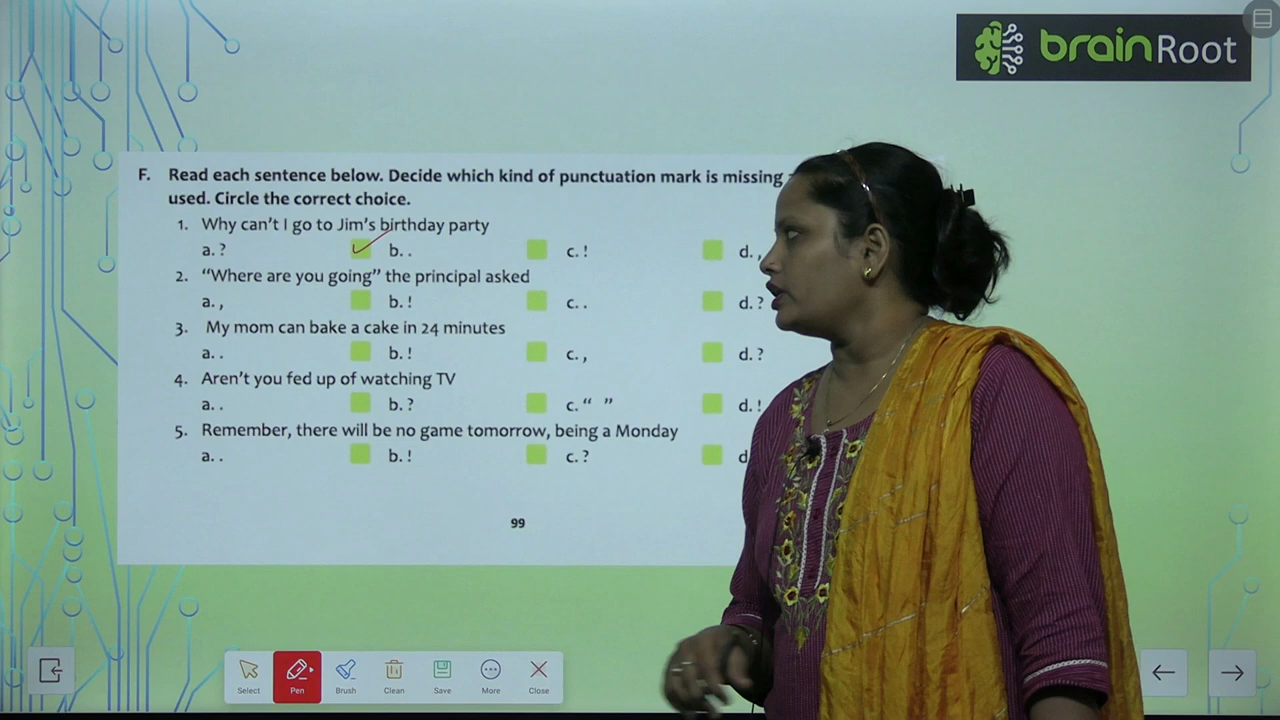 brainRoot
F. Read each sentence below. Decide which kind of punctuation mark is missing
used. Circle the correct choice.
1. Why can't I go to Jim's birthday party
a. ? b. . c. ! d. ,
2. “Where are you going” the principal asked
a. , b. ! c. . d. ?
3. My mom can bake a cake in 24 minutes
a. . b. ! c. , d. ?
4. Aren't you fed up of watching TV
a. . b. ? c. “ ” d. !
5. Remember, there will be no game tomorrow, being a Monday
a. . b. ! c. ? d
99
Select Pen Brush Clean Save More Close